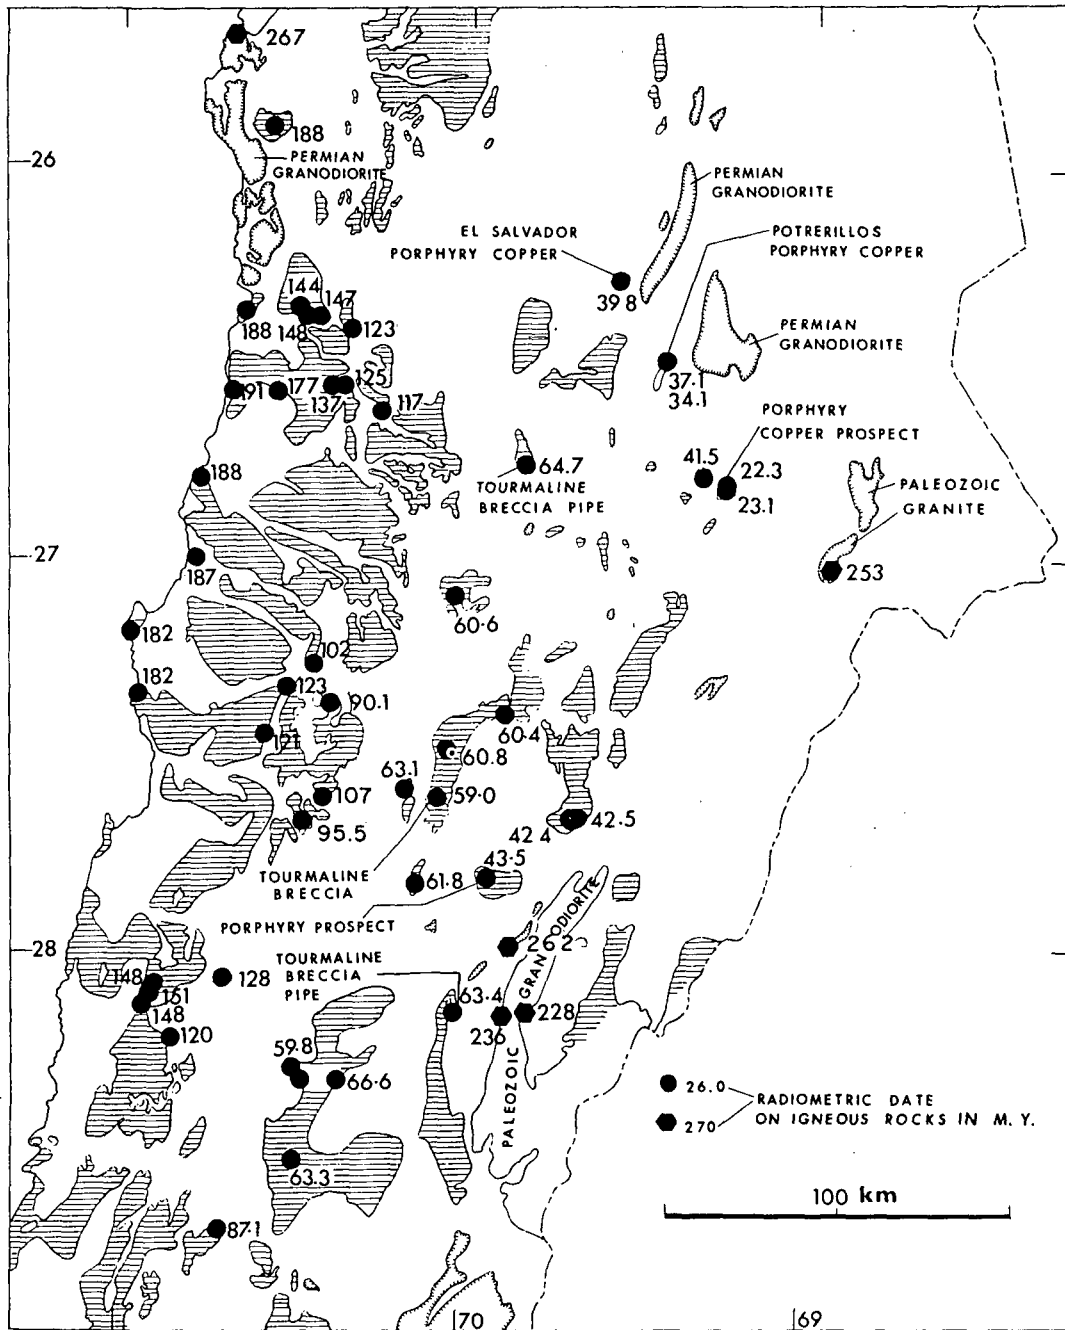 267
188
26
PERMIAN
GRANODIORITE
PERMIAN
GRANODIORITE
EL SALVADOR
PORPHYRY COPPER
POTRERILLOS
PORPHYRY COPPER
39 8
144
147
188
148
123
PERMIAN
GRANODIORITE
37.1
34.1
191
177
137
125
117
PORPHYRY
COPPER PROSPECT
188
64.7
TOURMALINE
BRECCIA PIPE
41.5
22.3
23.1
PALEOZOIC
GRANITE
27
187
253
60.6
182
102
182
123
90.1
121
60.4
60.8
63.1
59.0
107
95.5
42 4
42.5
43.5
TOURMALINE
BRECCIA
61.8
PORPHYRY PROSPECT
28
TOURMALINE
BRECCIA
PIPE
262
PALEOZOIC GRANODIORITE
148
151
148
128
63.4
236
228
120
59.8
66.6
26.0
270
RADIOMETRIC DATE
ON IGNEOUS ROCKS IN M.Y.
63.3
100 km
87.1
70
69